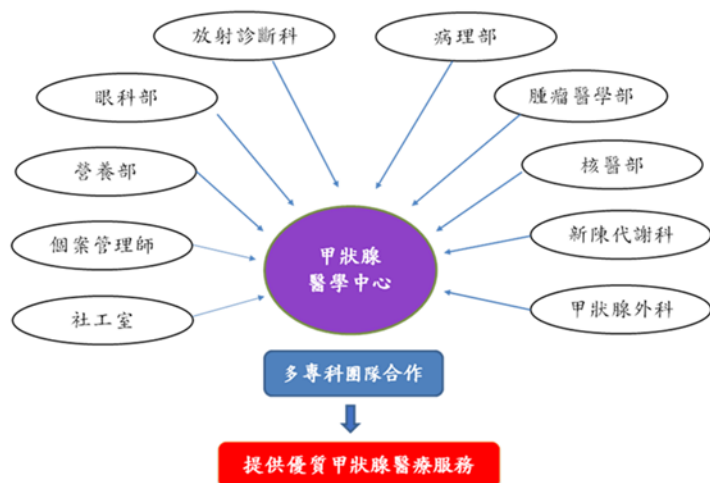 放射診斷科
病理部
眼科部
腫瘤醫學部
營養部
核醫部
個案管理師
新陳代謝科
社工室
甲狀腺外科
甲狀腺
醫學中心
多專科團隊合作
提供優質甲狀腺醫療服務